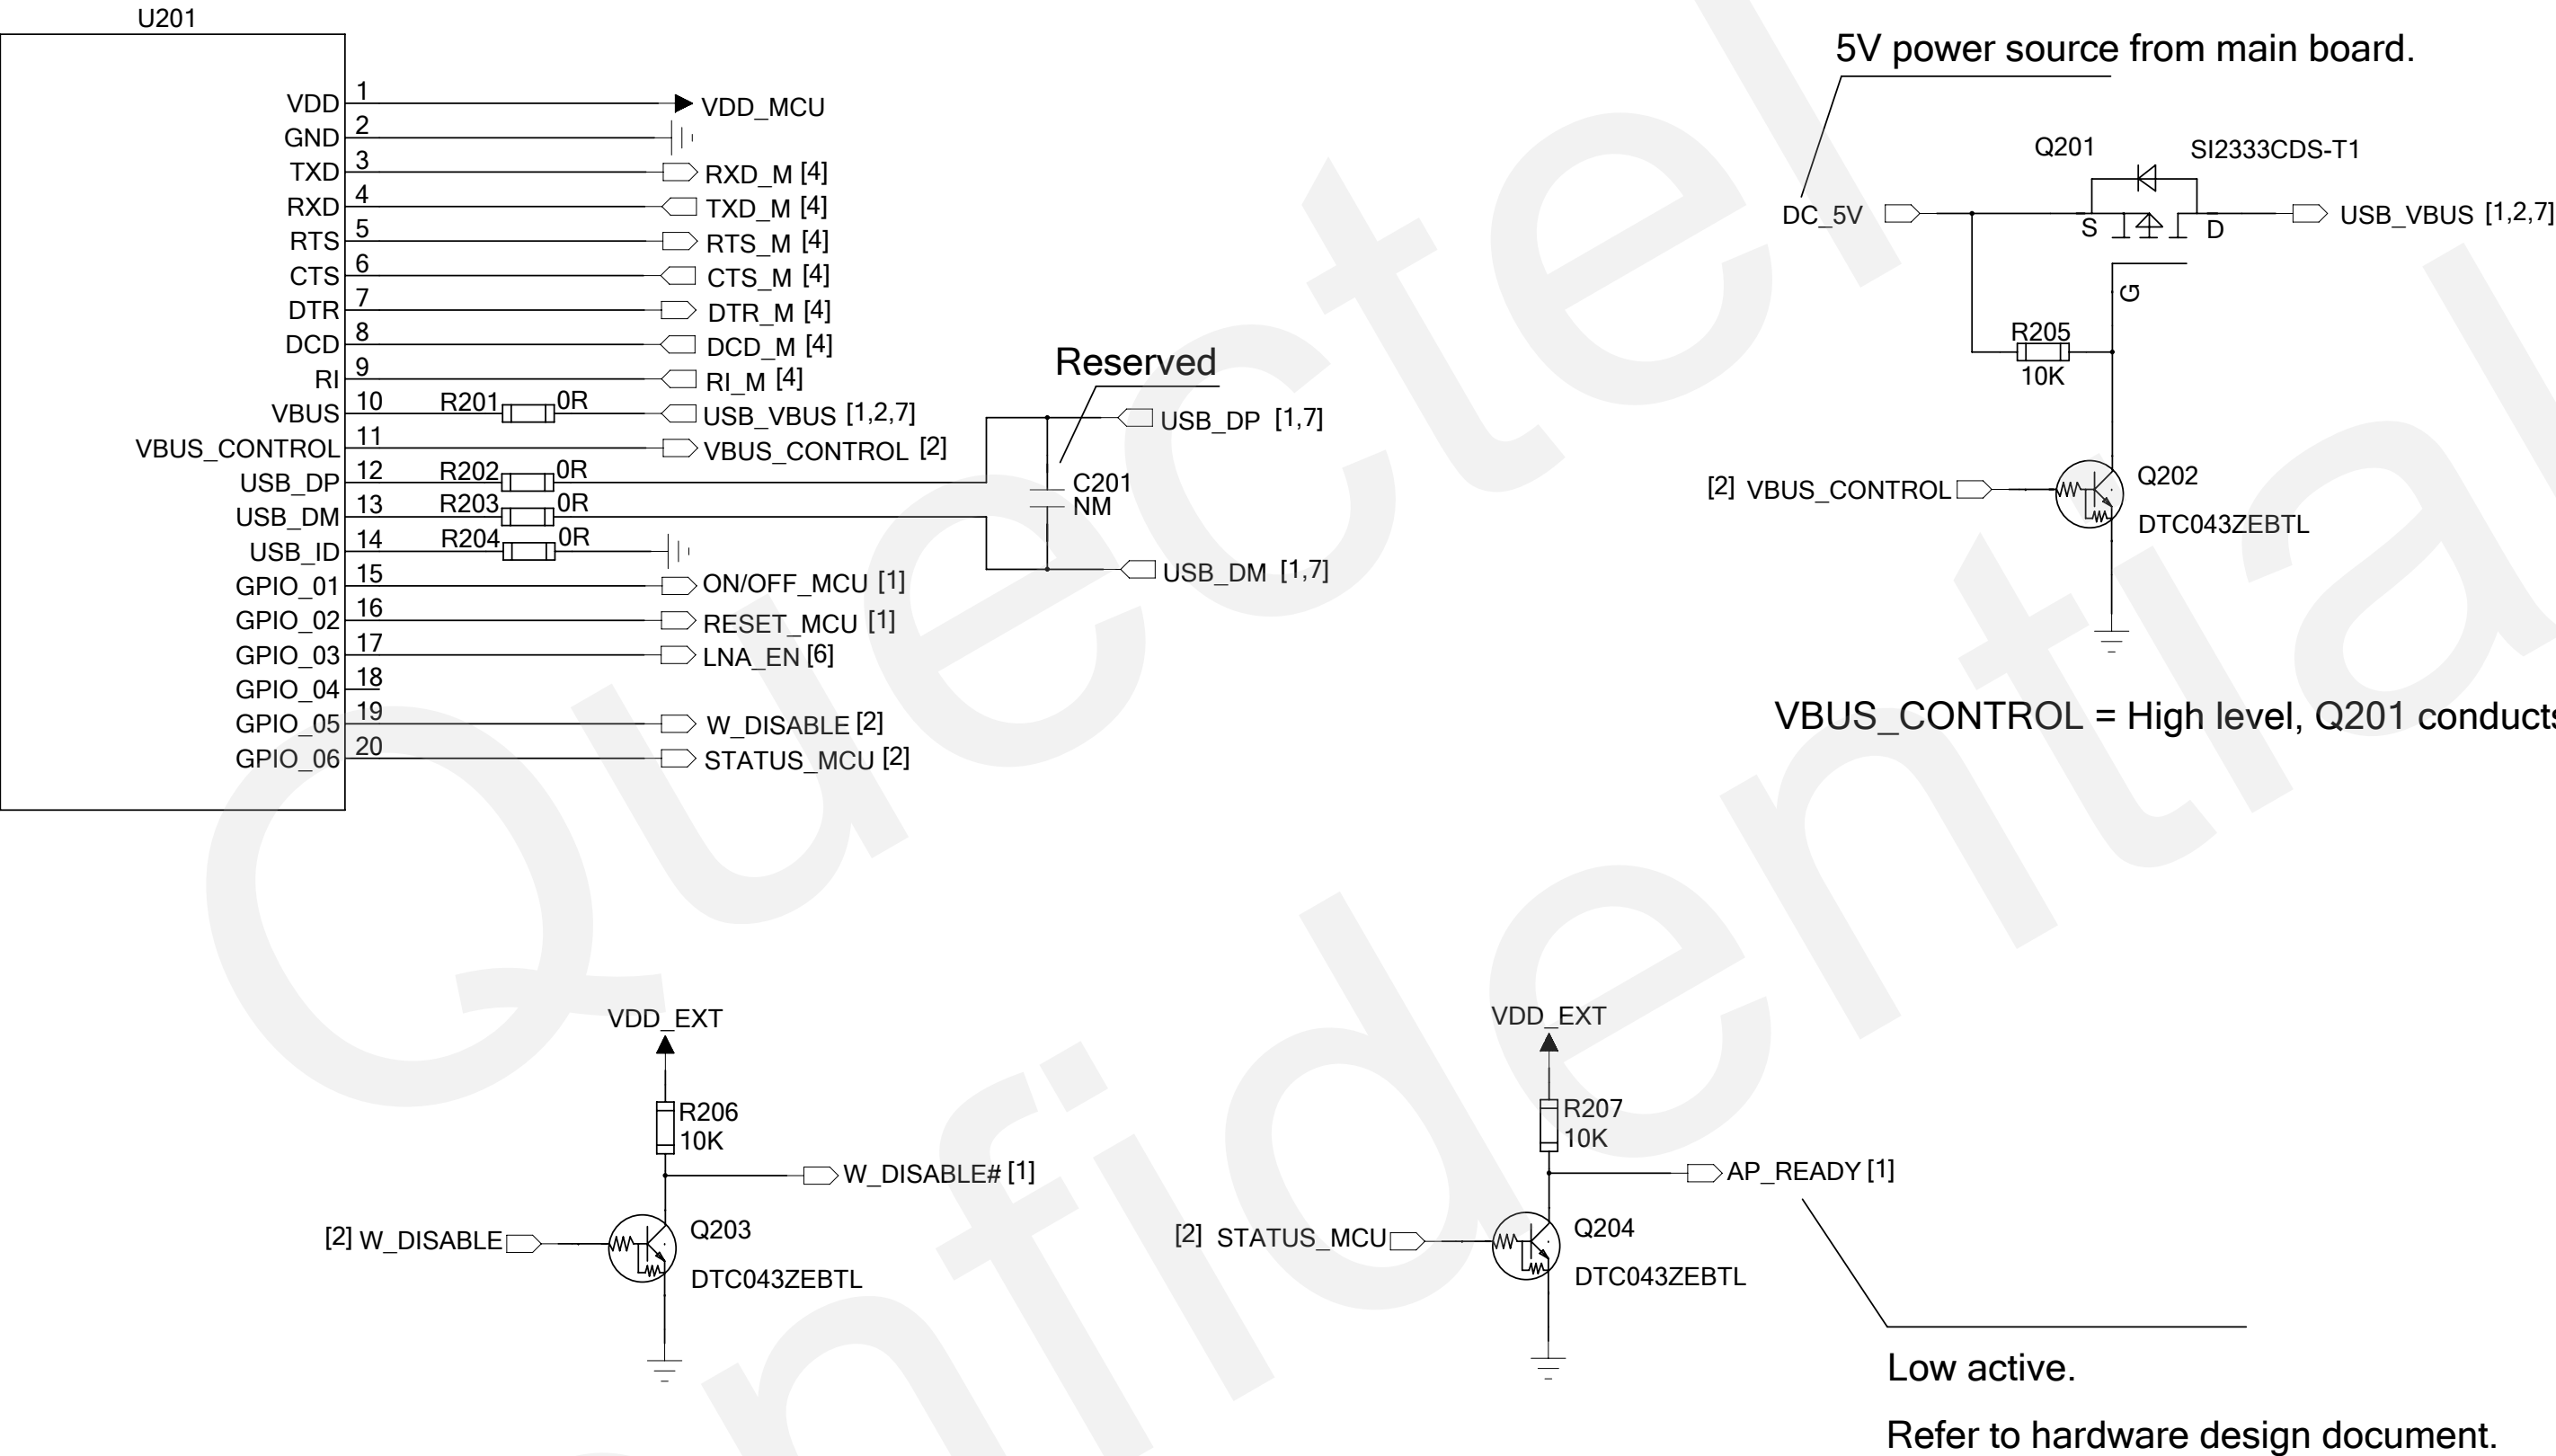 U201
VDD 1 VDD_MCU
GND 2
TXD 3 RXD_M [4]
RXD 4 TXD_M [4]
RTS 5 RTS_M [4]
CTS 6 CTS_M [4]
DTR 7 DTR_M [4]
DCD 8 DCD_M [4]
RI 9 RI_M [4]
VBUS 10 R201 0R USB_VBUS [1,2,7]
VBUS_CONTROL 11 VBUS_CONTROL [2]
USB_DP 12 R202 0R
USB_DM 13 R203 0R
USB_ID 14 R204 0R
GPIO_01 15 ON/OFF_MCU [1]
GPIO_02 16 RESET_MCU [1]
GPIO_03 17 LNA_EN [6]
GPIO_04 18
GPIO_05 19 W_DISABLE [2]
GPIO_06 20 STATUS_MCU [2]
Reserved
USB_DP [1,7]
C201
NM
USB_DM [1,7]
5V power source from main board.
Q201 SI2333CDS-T1
DC_5V S D USB_VBUS [1,2,7]
G
R205
10K
[2] VBUS_CONTROL Q202
DTC043ZEBTL
VBUS_CONTROL = High level, Q201 conducts
VDD_EXT
R206
10K
W_DISABLE# [1]
[2] W_DISABLE Q203
DTC043ZEBTL
VDD_EXT
R207
10K
AP_READY [1]
[2] STATUS_MCU Q204
DTC043ZEBTL
Low active.
Refer to hardware design document.
Quectel
nfidential